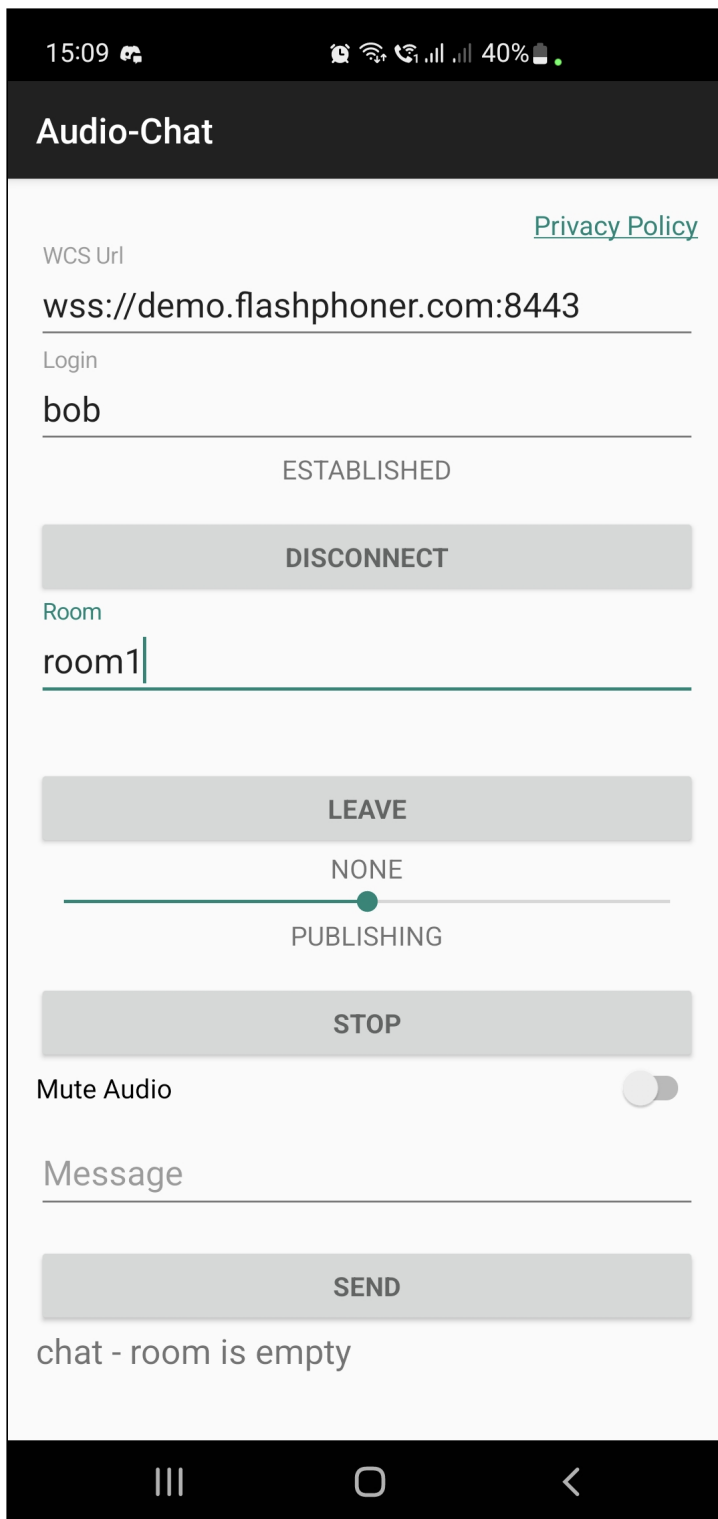 15:09 40%
Audio-Chat
Privacy Policy
WCS Url
wss://demo.flashphoner.com:8443
Login
bob
ESTABLISHED
DISCONNECT
Room
room1
LEAVE
NONE
PUBLISHING
STOP
Mute Audio
Message
SEND
chat - room is empty